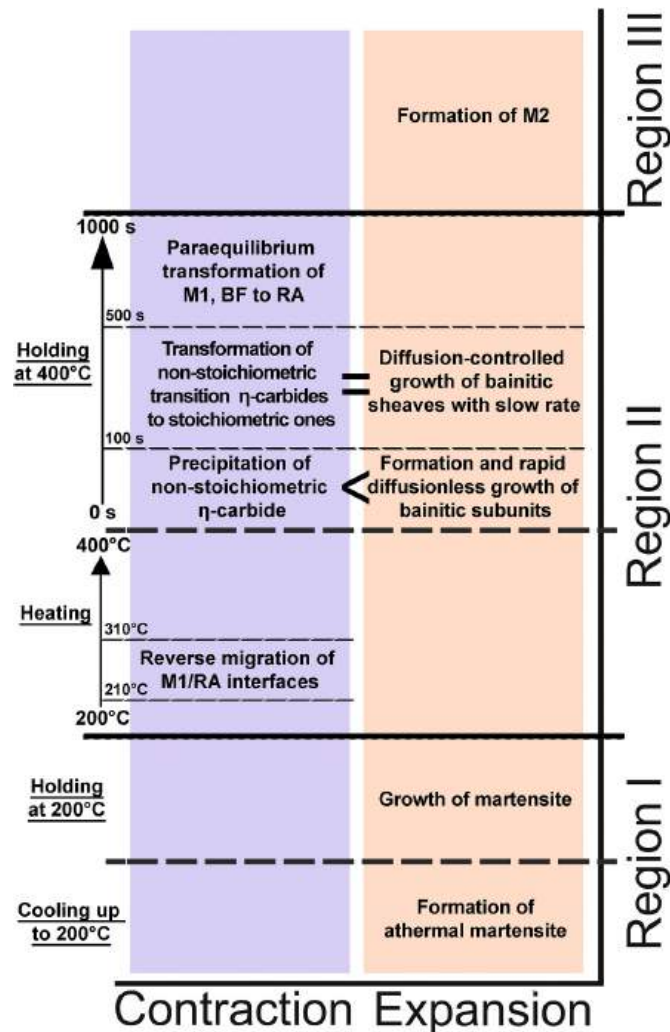 Region III
Formation of M2
1000 s
Paraequilibrium
transformation of
M1, BF to RA
500 s
Holding
at 400°C
Transformation of
non-stoichiometric
transition η-carbides
to stoichiometric ones
=
Diffusion-controlled
growth of bainitic
sheaves with slow rate
Region II
100 s
Precipitation of
non-stoichiometric
η-carbide
<
Formation and rapid
diffusionless growth of
bainitic subunits
0 s
400°C
Heating
310°C
Reverse migration of
M1/RA interfaces
210°C
200°C
Holding
at 200°C
Growth of martensite
Region I
Cooling up
to 200°C
Formation of
athermal martensite
Contraction
Expansion